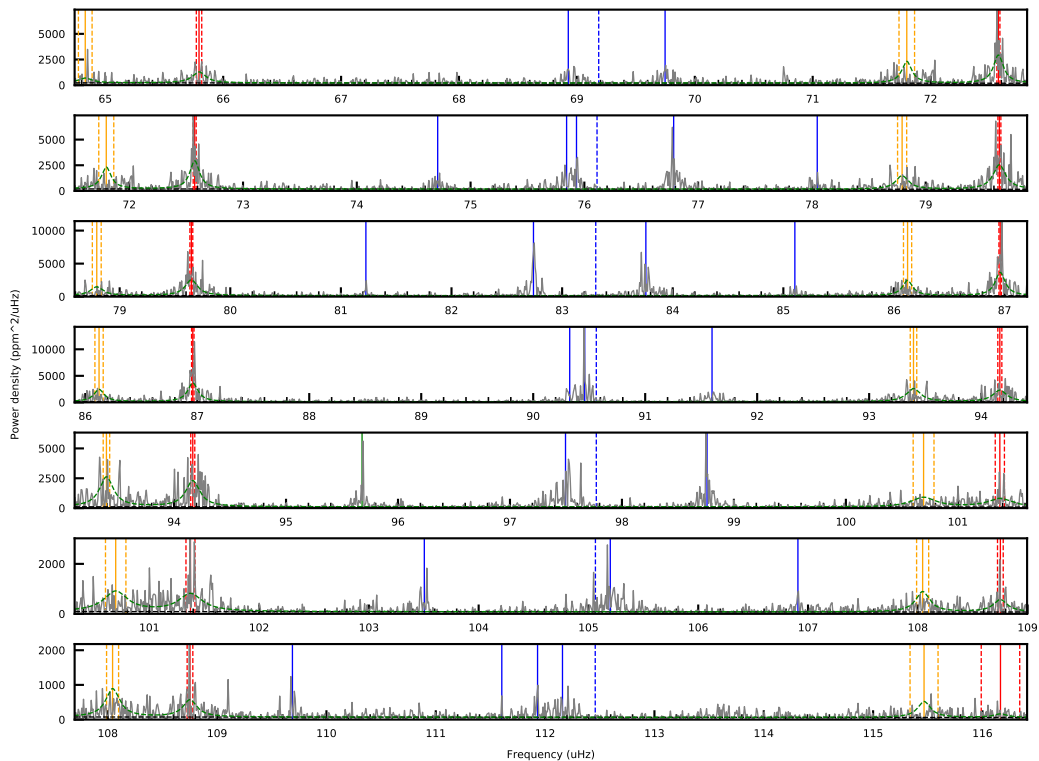 5000
2500
0
65 66 67 68 69 70 71 72
5000
2500
0
72 73 74 75 76 77 78 79
10000
5000
0
79 80 81 82 83 84 85 86 87
10000
5000
0
86 87 88 89 90 91 92 93 94
Power density (ppm^2/uHz)
5000
2500
0
94 95 96 97 98 99 100 101
2000
0
101 102 103 104 105 106 107 108 109
2000
1000
0
108 109 110 111 112 113 114 115 116
Frequency (uHz)